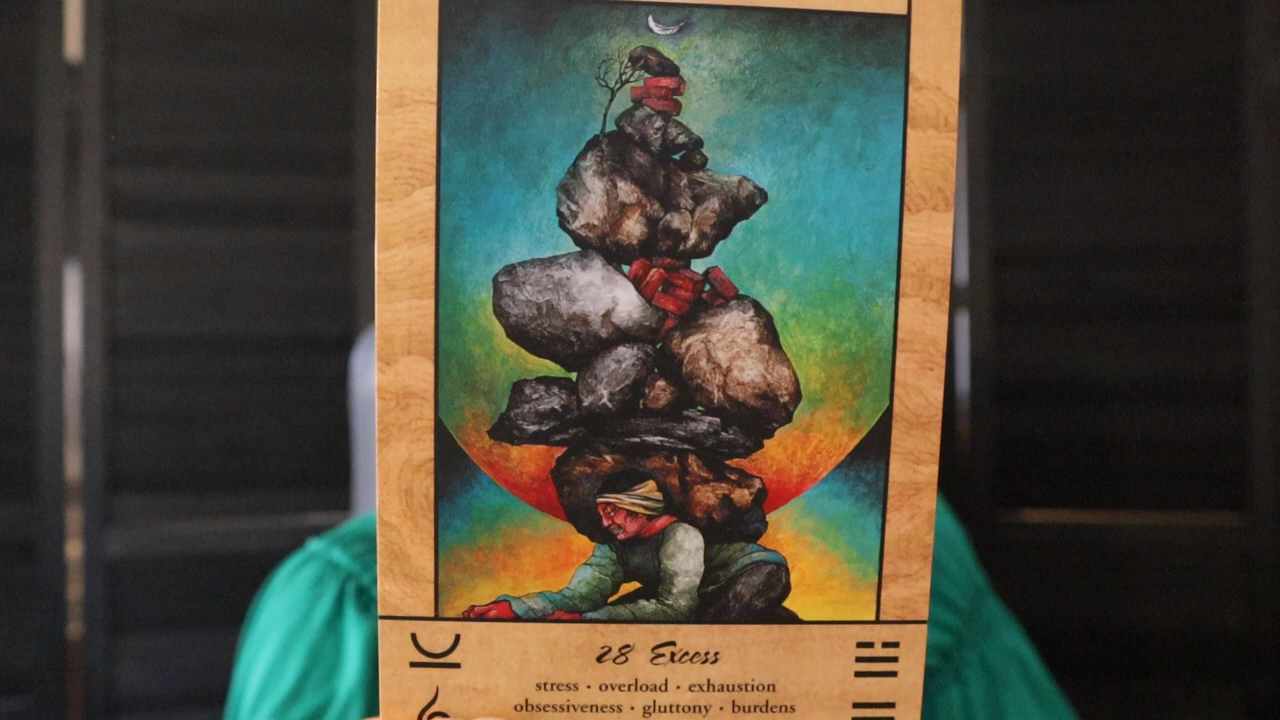 28 Excess
stress · overload · exhaustion
obsessiveness · gluttony · burdens